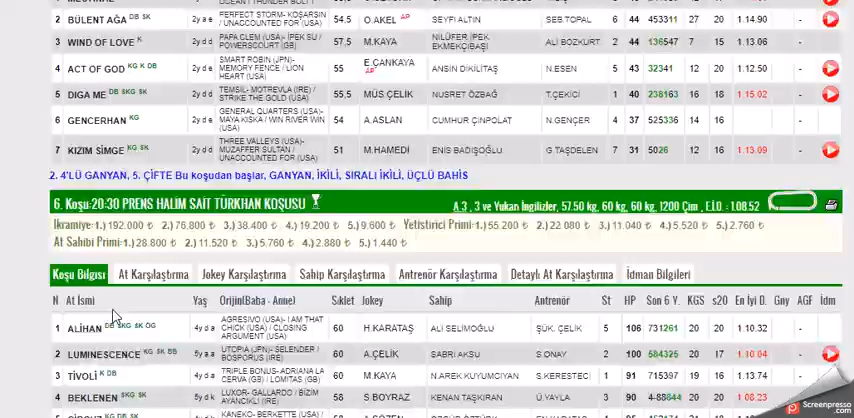 2 BÜLENT AĞA DB SK 2y a e PERFECT STORM- KOŞARSIN / UNACCOUNTED FOR (USA) 54,5 O.AKEL AP SEYFİ ALTIN SEB.TOPAL 6 44 453311 27 20 1.14.90 -
3 WIND OF LOVE K 2y d d PAPA CLEM (USA)- İPEK SU / POWERSCOURT (GB) 57,5 M.KAYA NİLÜFER İPEK EKMEKÇİBAŞI ALİ BOZKURT 2 44 136547 7 15 1.13.06 -
4 ACT OF GOD KG K DB 2y d d SMART ROBIN (JPN)- MEMORY FENCE / LION HEART (USA) 55 E.ÇANKAYA AP ANSİN DİKİLİTAŞ N.ESEN 5 43 32341 12 20 1.12.50 -
5 DIGA ME DB SKG SK 2y d d TEMSİL- MOTREVLA (IRE) / STRIKE THE GOLD (USA) 55,5 MÜS.ÇELİK NUSRET ÖZBAĞ T.ÇEKİCİ 1 40 238163 16 18 1.15.02 -
6 GENCERHAN KG 2y d e GENERAL QUARTERS (USA)- MAYA KISKA / WIN RIVER WIN (USA) 54 A.ASLAN CUMHUR ÇİNPOLAT N.GENÇER 4 37 525336 14 16 -
7 KIZIM SİMGE KG SK 2y d d THREE VALLEYS (USA)- MUZAFFER SULTAN / UNACCOUNTED FOR (USA) 51 M.HAMEDİ ENİS BADIŞOĞLU G.TAŞDELEN 7 31 5026 12 16 1.13.09 -
2. 4'LÜ GANYAN, 5. ÇİFTE Bu koşudan başlar, GANYAN, İKİLİ, SIRALI İKİLİ, ÜÇLÜ BAHİS
6. Koşu:20:30 PRENS HALİM SAİT TÜRKHAN KOŞUSU A 3 , 3 ve Yukarı İngilizler, 57.50 kg, 60 kg, 60 kg, 1200 Çim , E.İ.D. : 1.08.52
İkramiye:1.) 192.000 ₺ 2.) 76.800 ₺ 3.) 38.400 ₺ 4.) 19.200 ₺ 5.) 9.600 ₺ Yetistirici Primi:1.) 55.200 ₺ 2.) 22.080 ₺ 3.) 11.040 ₺ 4.) 5.520 ₺ 5.) 2.760 ₺
At Sahibi Primi:1.) 28.800 ₺ 2.) 11.520 ₺ 3.) 5.760 ₺ 4.) 2.880 ₺ 5.) 1.440 ₺
Koşu Bilgisi At Karşılaştırma Jokey Karşılaştırma Sahip Karşılaştırma Antrenör Karşılaştırma Detaylı At Karşılaştırma İdman Bilgileri
N At İsmi Yaş Orijin(Baba - Anne) Sıklet Jokey Sahip Antrenör St HP Son 6 Y. KGS s20 En İyi D. Gny AGF İdm
1 ALİHAN DB SKG SK ÖG 4y d a AGRESIVO (USA)- I AM THAT CHICK (USA) / CLOSING ARGUMENT (USA) 60 H.KARATAŞ ALİ SELİMOĞLU ŞÜK. ÇELİK 5 106 731261 20 20 1.10.32 -
2 LUMINESCENCE KG SK BB 5y a a UTOPIA (JPN)- SELENDER / BOSPORUS (IRE) 60 A.ÇELİK SABRİ AKSU S.ONAY 2 100 584325 20 17 1.10.04 -
3 TİVOLİ K DB TRIPLE BONUS- ADRIANA LA CERVA (GB) / LOMITAS (GB) 60 M.KAYA N.AREK KUYUMCİYAN S.KERESTECİ 1 91 715397 19 16 1.13.74 -
4 BEKLENEN SKG SK LUXOR- GALLARDO / BİZİM AYANCIKLI (IRE) 58 S.BOYRAZ KENAN TAŞKIRAN Ü.YAYLA 3 90 4-88644 20 20 1.08.23 -
KANEKO- BERKETTE (USA) /
Screenpresso
.com